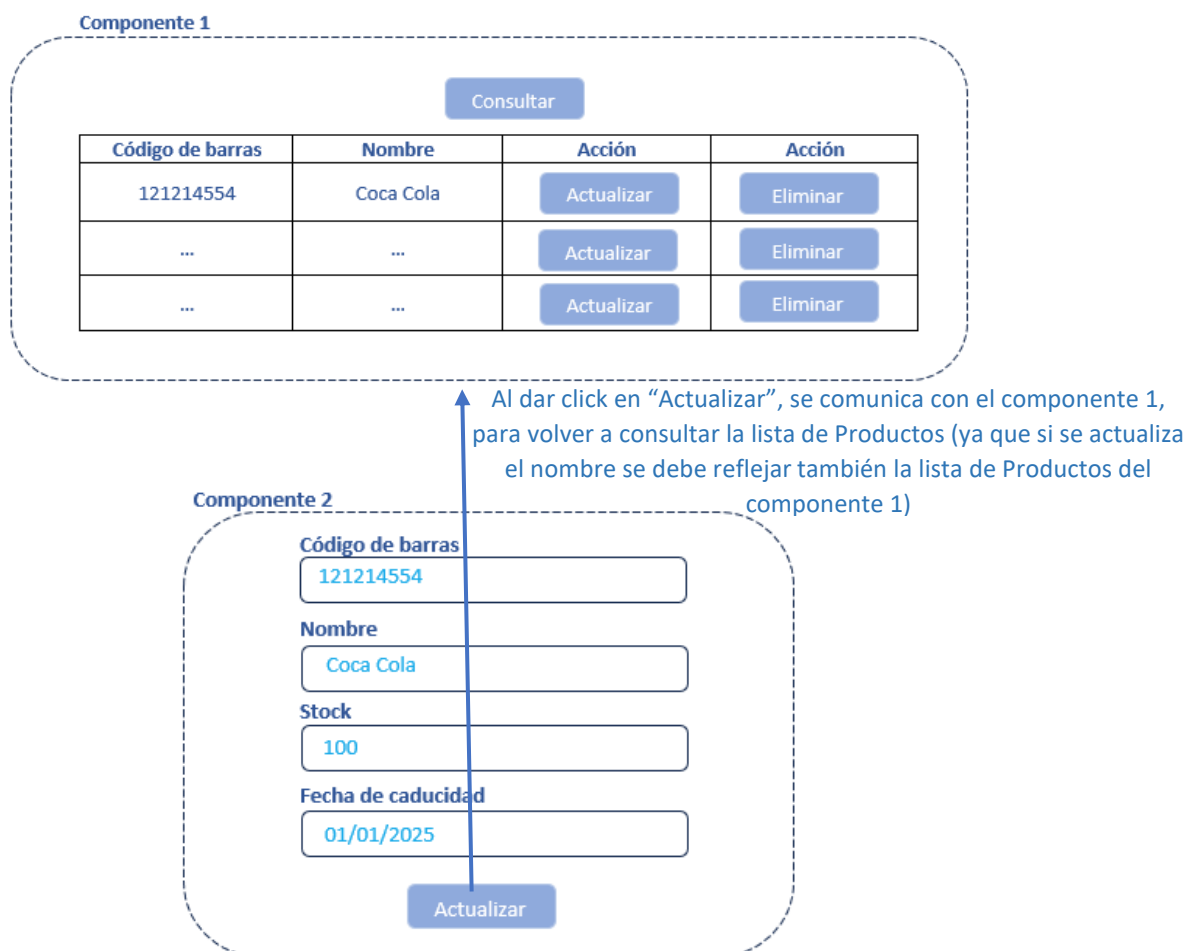 Componente 1
Consultar
Código de barras Nombre Acción Acción
121214554 Coca Cola Actualizar Eliminar
... ... Actualizar Eliminar
... ... Actualizar Eliminar
Al dar click en “Actualizar”, se comunica con el componente 1,
para volver a consultar la lista de Productos (ya que si se actualiza
el nombre se debe reflejar también la lista de Productos del
componente 1)
Componente 2
Código de barras
121214554
Nombre
Coca Cola
Stock
100
Fecha de caducidad
01/01/2025
Actualizar